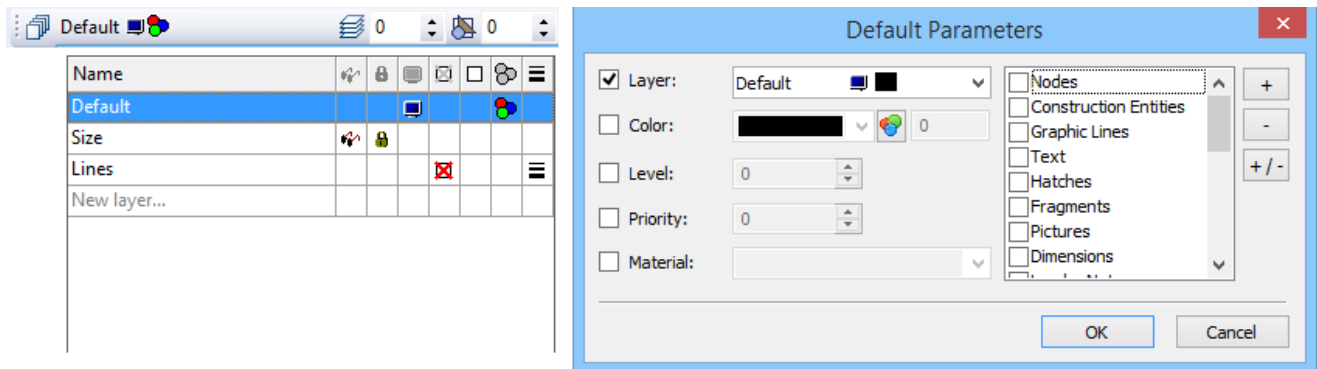 Default 0 0
Name
Default
Size
Lines
New layer...
Default Parameters
Layer: Default
Color: 0
Level: 0
Priority: 0
Material:
Nodes
Construction Entities
Graphic Lines
Text
Hatches
Fragments
Pictures
Dimensions
+
-
+ / -
OK Cancel